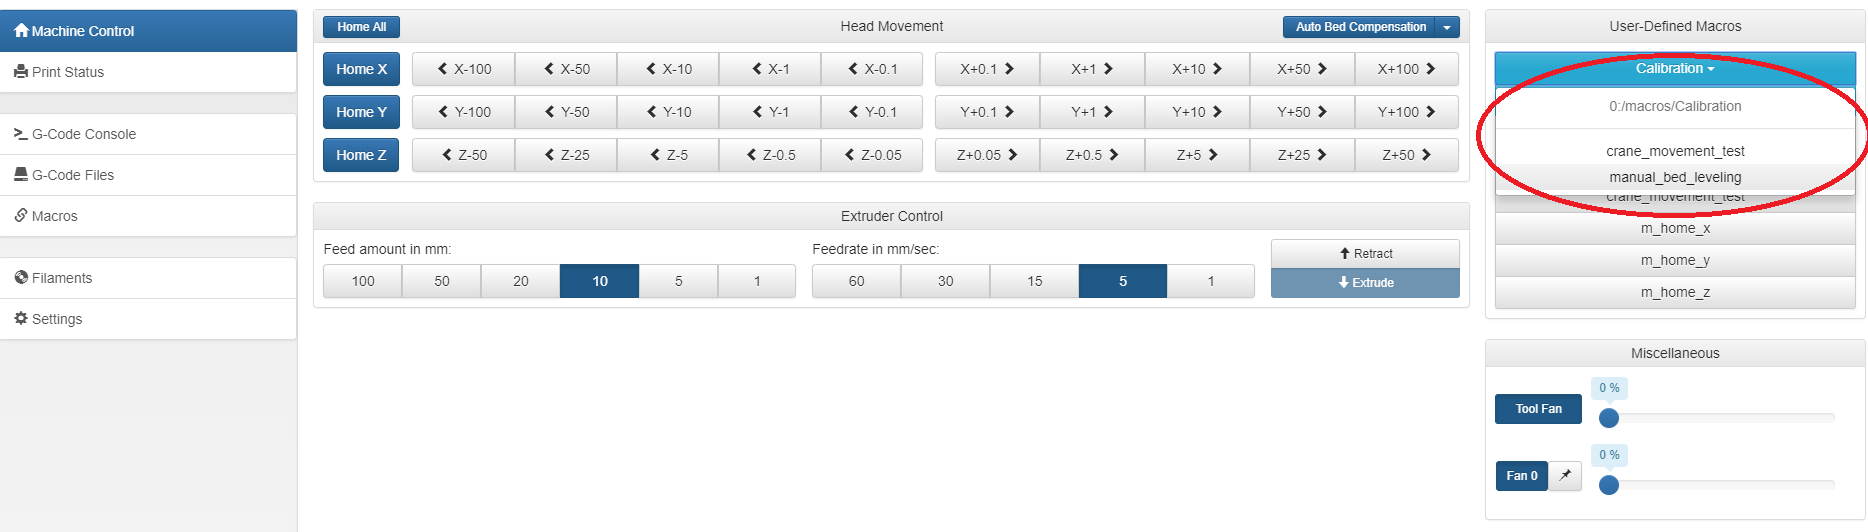 Machine Control
Print Status
G-Code Console
G-Code Files
Macros
Filaments
Settings
Home All Head Movement Auto Bed Compensation
Home X X-100 X-50 X-10 X-1 X-0.1 X+0.1 X+1 X+10 X+50 X+100
Home Y Y-100 Y-50 Y-10 Y-1 Y-0.1 Y+0.1 Y+1 Y+10 Y+50 Y+100
Home Z Z-50 Z-25 Z-5 Z-0.5 Z-0.05 Z+0.05 Z+0.5 Z+5 Z+25 Z+50
Extruder Control
Feed amount in mm:
100 50 20 10 5 1
Feedrate in mm/sec:
60 30 15 5 1
Retract
Extrude
User-Defined Macros
Calibration
0:/macros/Calibration
crane_movement_test
manual_bed_leveling
crane_movement_test
m_home_x
m_home_y
m_home_z
Miscellaneous
0 %
Tool Fan
0 %
Fan 0